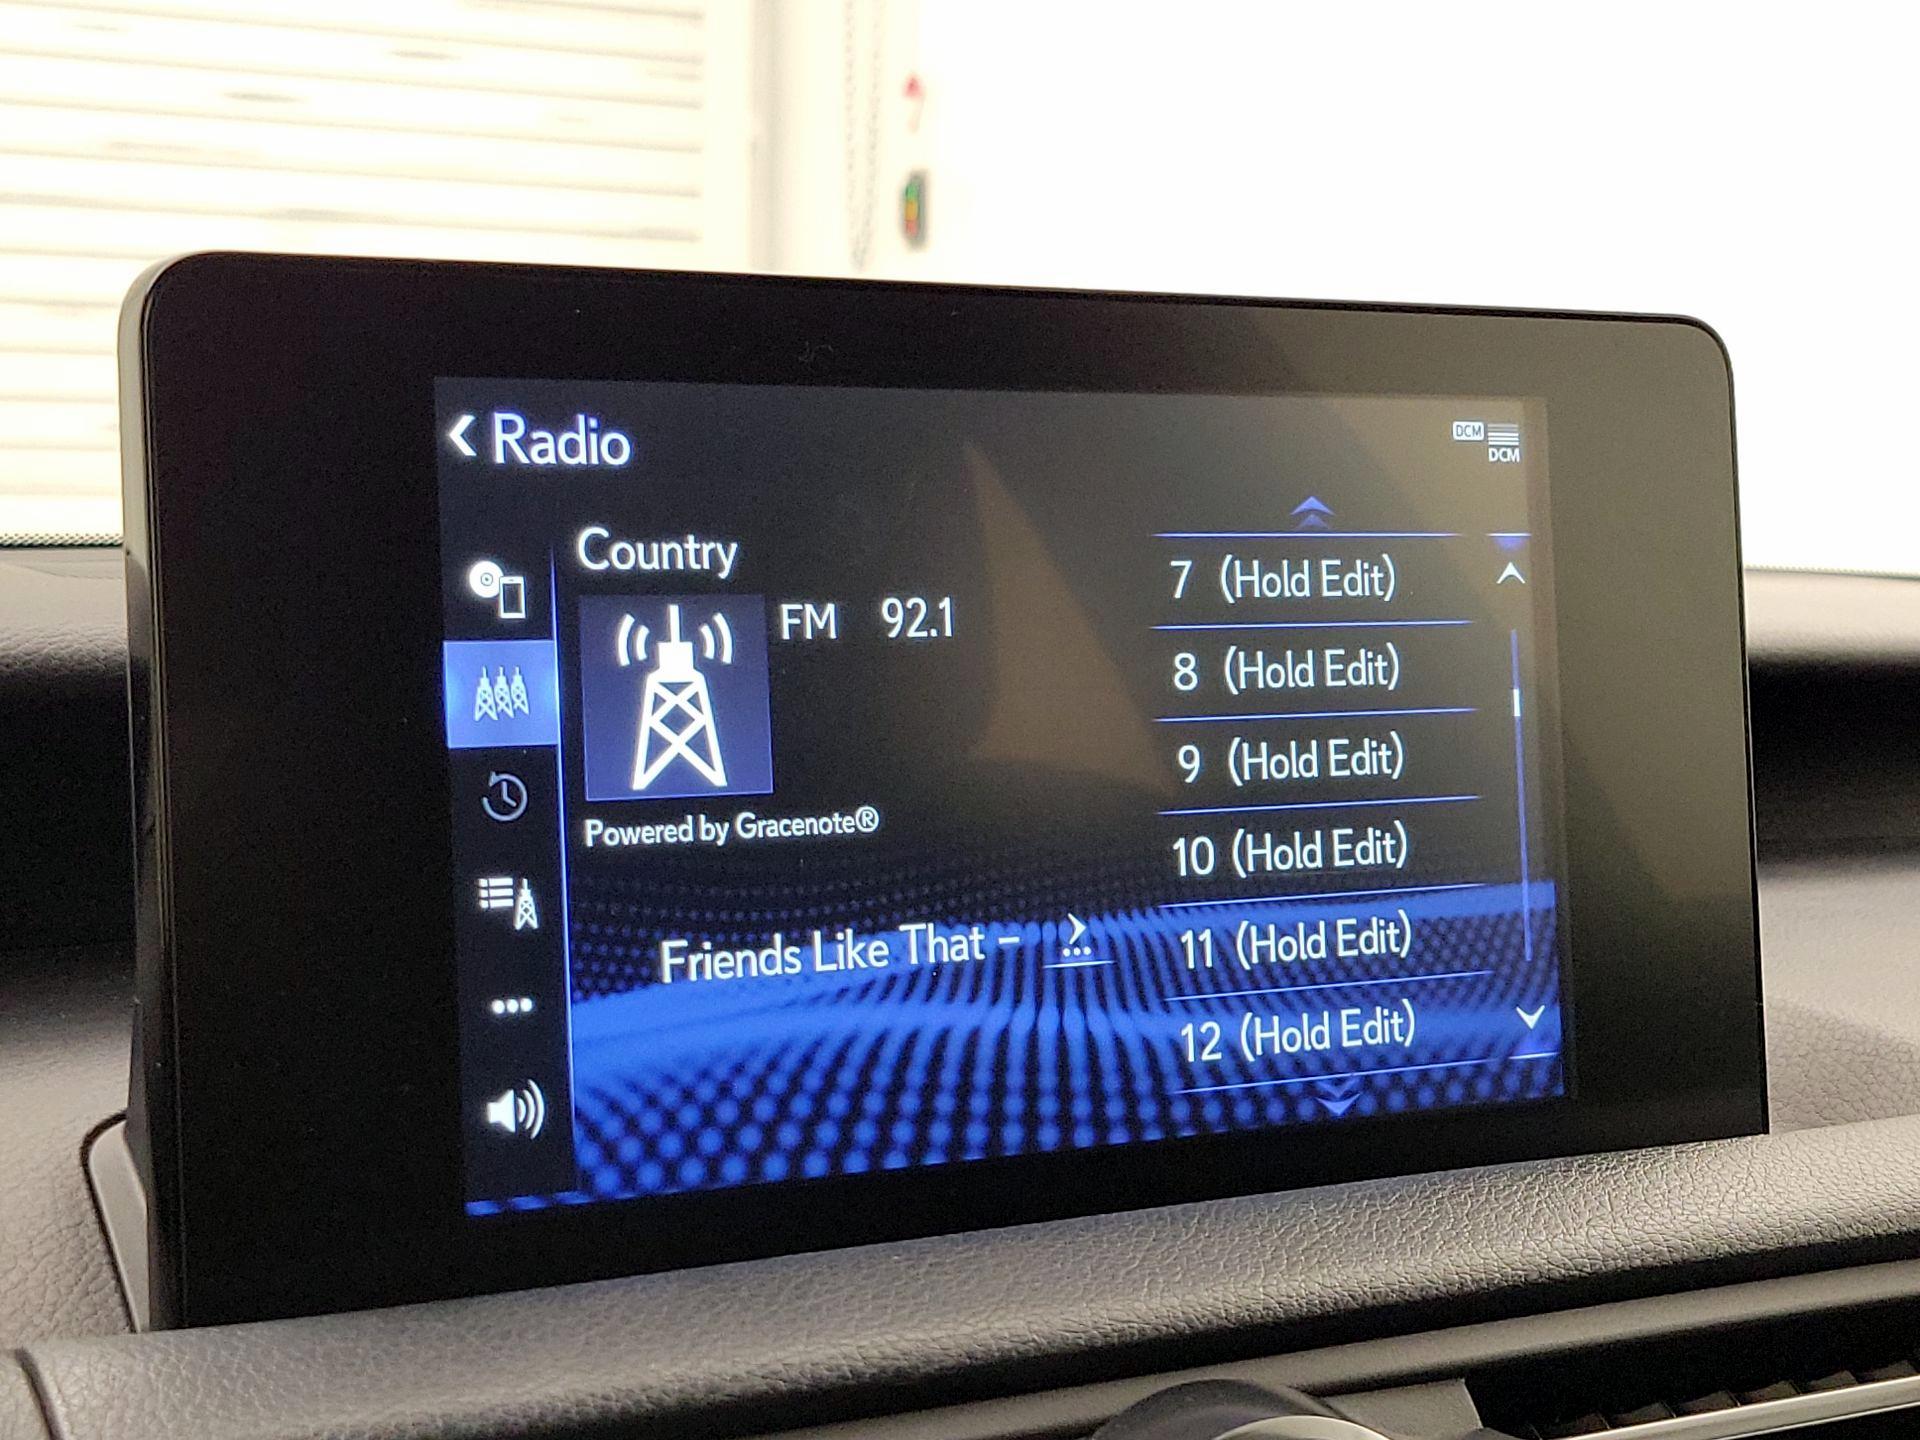 Radio
DCM
DCM
Country
FM 92.1
Powered by Gracenote®
Friends Like That –
7 (Hold Edit)
8 (Hold Edit)
9 (Hold Edit)
10 (Hold Edit)
11 (Hold Edit)
12 (Hold Edit)